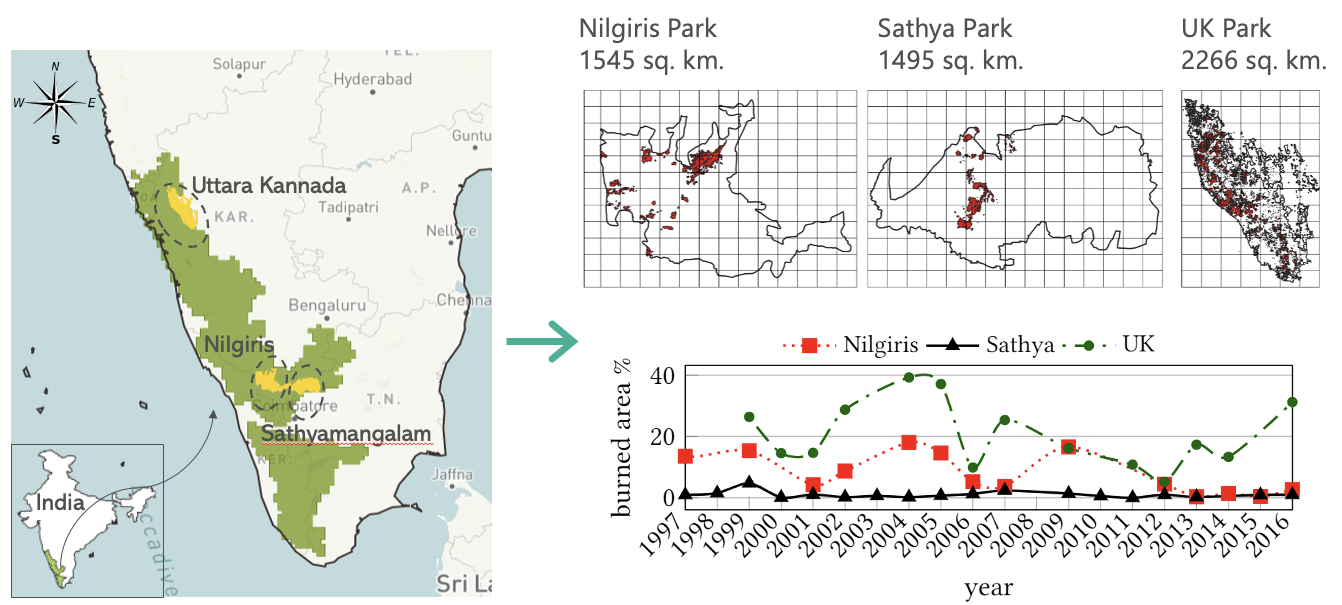 Nilgiris Park
1545 sq. km.
Sathya Park
1495 sq. km.
UK Park
2266 sq. km.
TEL.
Solapur
Hyderabad
N
W
E
S
Guntu
Uttara Kannada
A.P.
KAR.
Tadipatri
Nellore
Bengaluru
Chenna
Nilgiris
Coimbatore
T.N.
Sathyamangalam
KER.
Jaffna
India
ccadive
Sri La
Nilgiris
Sathya
UK
burned area %
40
20
0
1997
1998
1999
2000
2001
2002
2003
2004
2005
2006
2007
2008
2009
2010
2011
2012
2013
2014
2015
2016
year